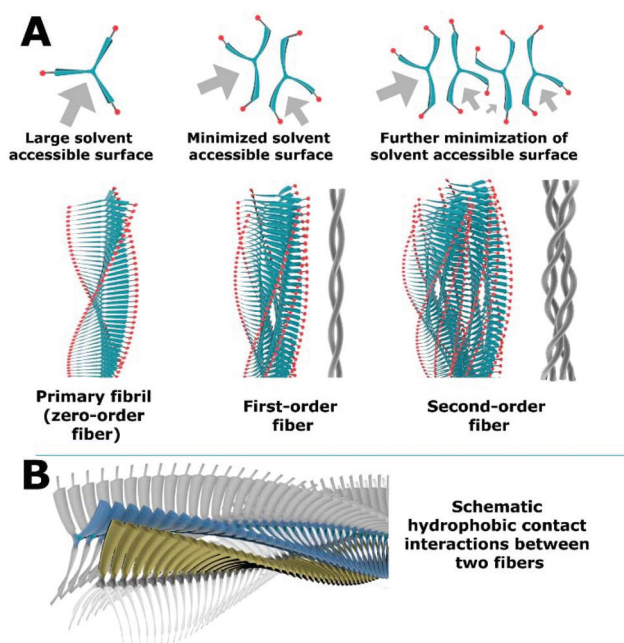 A
Large solvent
accessible surface
Minimized solvent
accessible surface
Further minimization of
solvent accessible surface
Primary fibril
(zero-order
fiber)
First-order
fiber
Second-order
fiber
B
Schematic
hydrophobic contact
interactions between
two fibers